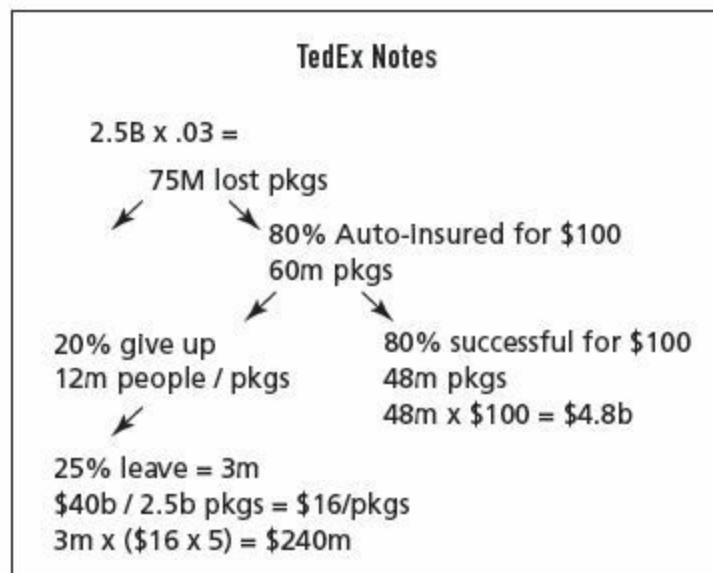 TedEx Notes
2.5B x .03 =
75M lost pkgs
80% Auto-Insured for $100
60m pkgs
20% give up
12m people / pkgs
80% successful for $100
48m pkgs
48m x $100 = $4.8b
25% leave = 3m
$40b / 2.5b pkgs = $16/pkgs
3m x ($16 x 5) = $240m